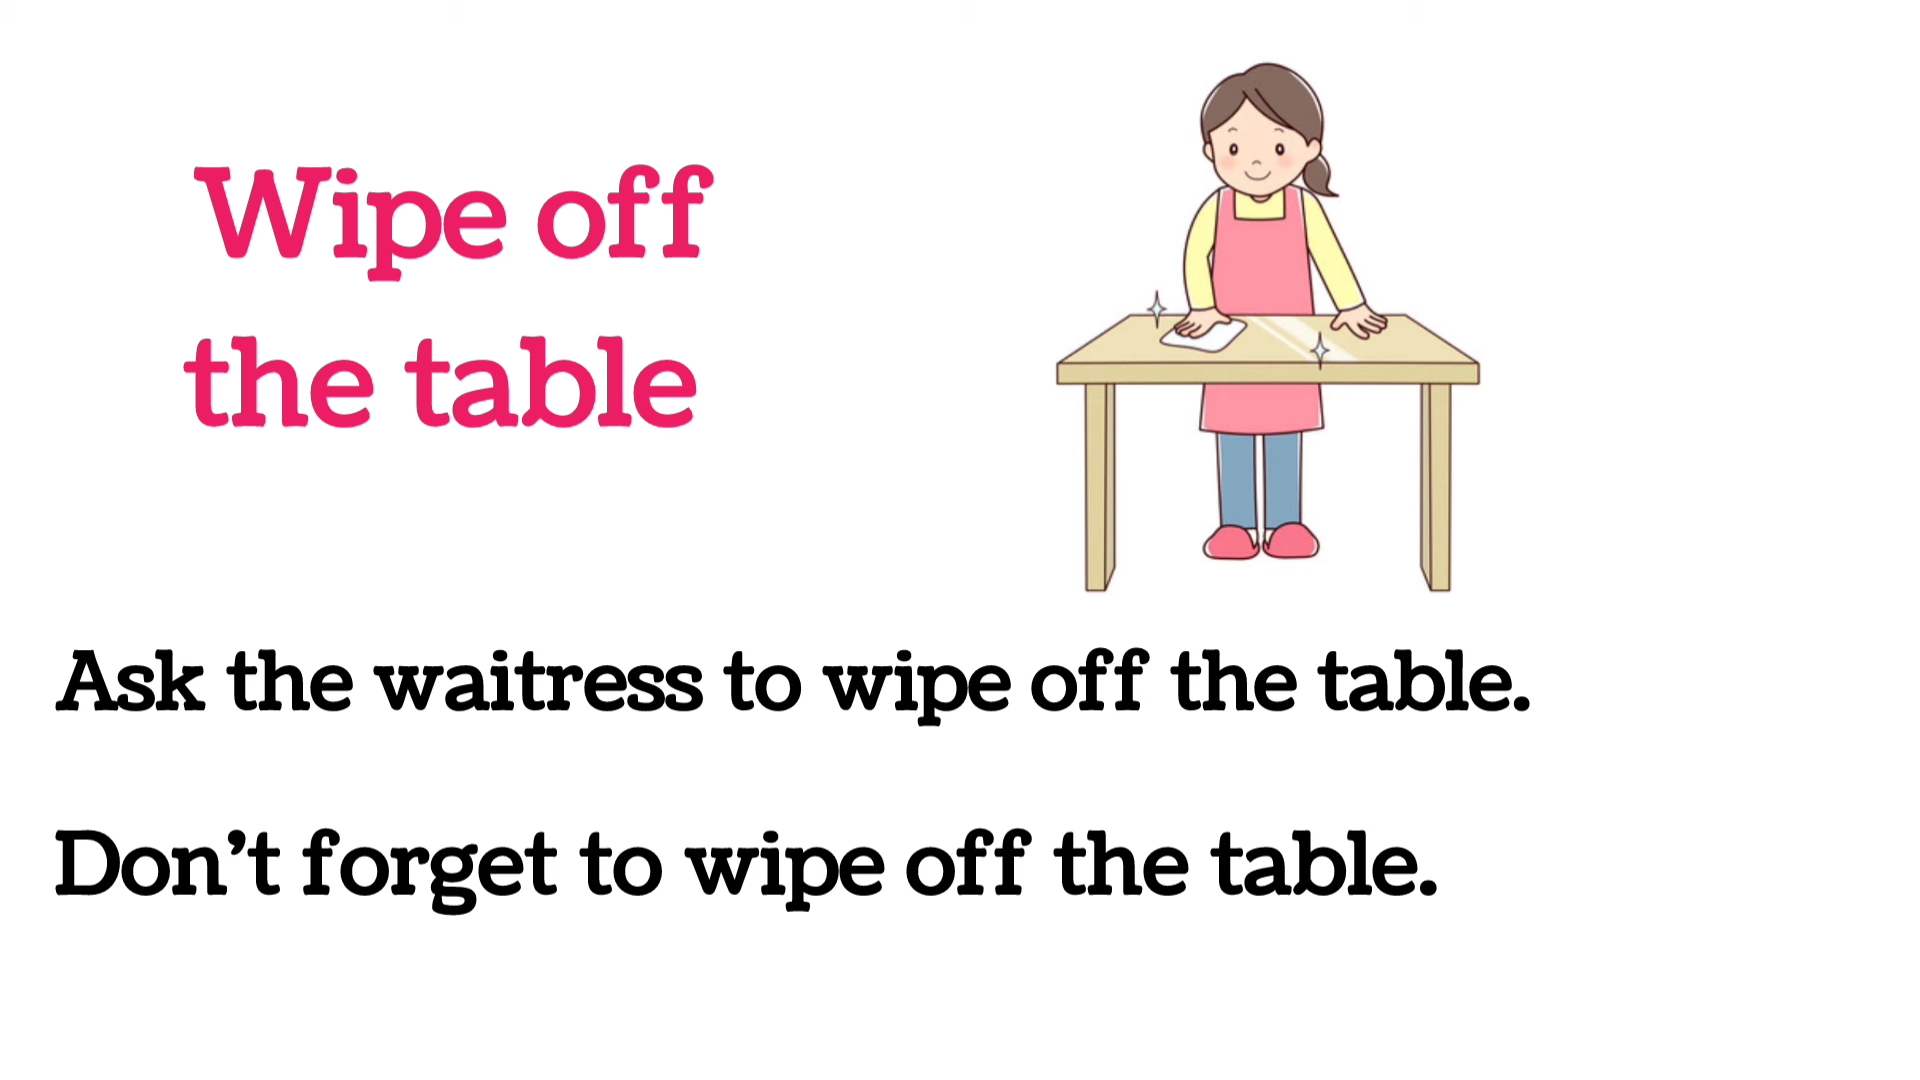 Wipe off
the table
Ask the waitress to wipe off the table.
Don’t forget to wipe off the table.